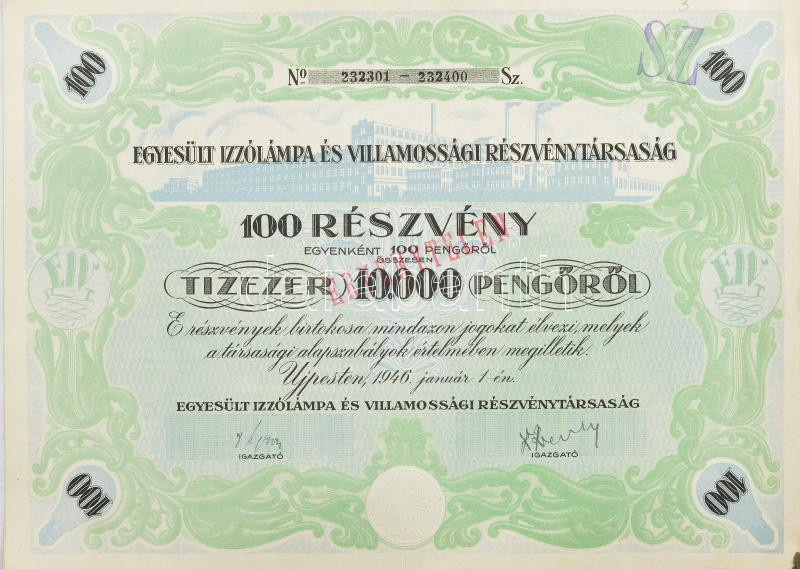 3
SZ
100 100
Nº 232301 – 232400 Sz.
EGYESÜLT IZZÓLÁMPA ÉS VILLAMOSSÁGI RÉSZVÉNYTÁRSASÁG
100 RÉSZVÉNY
EGYENKÉNT 100 PENGŐRŐL
ÖSSZESEN
TIZEZER 10.000 PENGŐRŐL
E részvények birtokosa mindazon jogokat élvezi, melyek
a társasági alapszabályok értelmében megilletik.
Ujpesten, 1946. január 1-én.
EGYESÜLT IZZÓLÁMPA ÉS VILLAMOSSÁGI RÉSZVÉNYTÁRSASÁG
IGAZGATÓ IGAZGATÓ
100 100